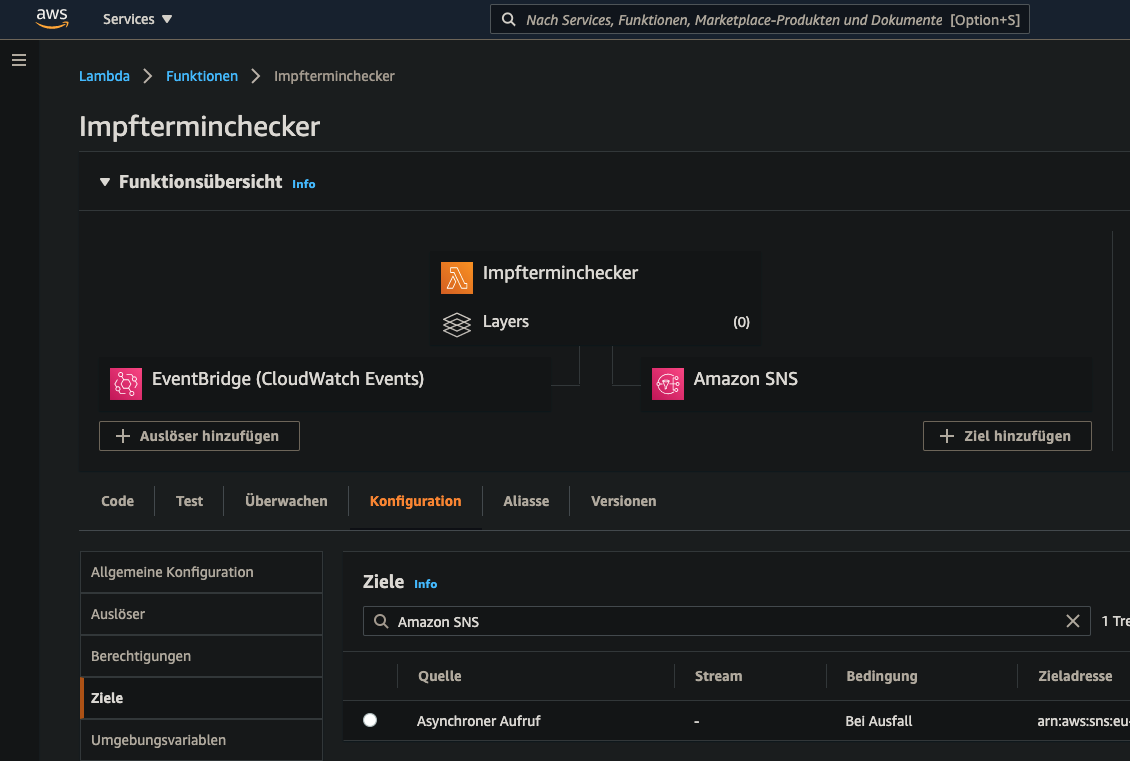 aws Services Nach Services, Funktionen, Marketplace-Produkten und Dokumente [Option+S]
Lambda Funktionen Impfterminchecker
Impfterminchecker
Funktionsübersicht Info
Impfterminchecker
Layers (0)
EventBridge (CloudWatch Events) Amazon SNS
Auslöser hinzufügen Ziel hinzufügen
Code Test Überwachen Konfiguration Aliasse Versionen
Allgemeine Konfiguration
Auslöser
Berechtigungen
Ziele
Umgebungsvariablen
Ziele Info
Amazon SNS 1 Tre
Quelle Stream Bedingung Zieladresse
Asynchroner Aufruf - Bei Ausfall arn:aws:sns:eu-